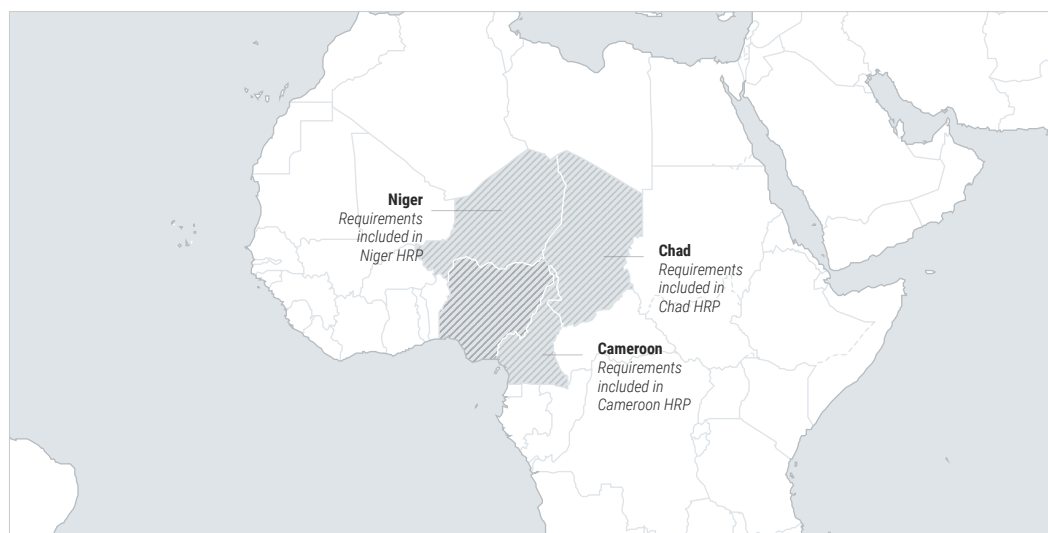 Niger
Requirements
included in
Niger HRP
Chad
Requirements
included in
Chad HRP
Cameroon
Requirements
included in
Cameroon HRP